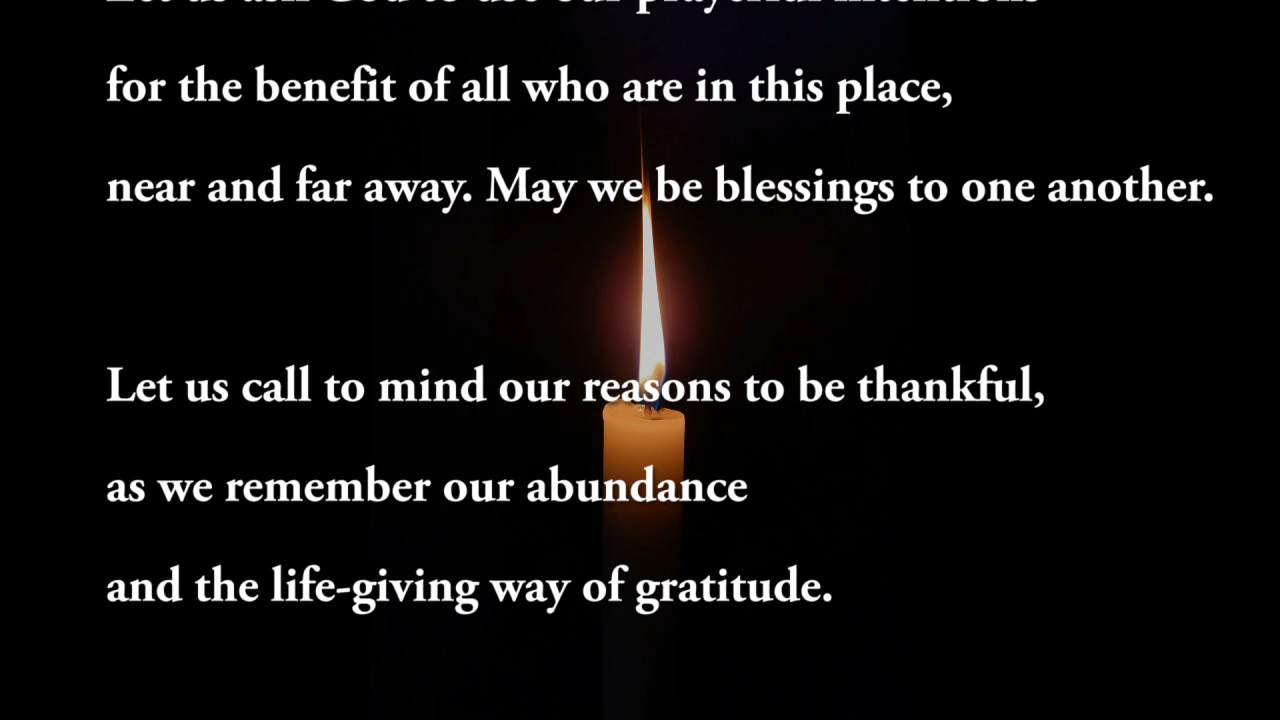 Let us ask God to use our prayerful intentions
for the benefit of all who are in this place,
near and far away. May we be blessings to one another.
Let us call to mind our reasons to be thankful,
as we remember our abundance
and the life-giving way of gratitude.